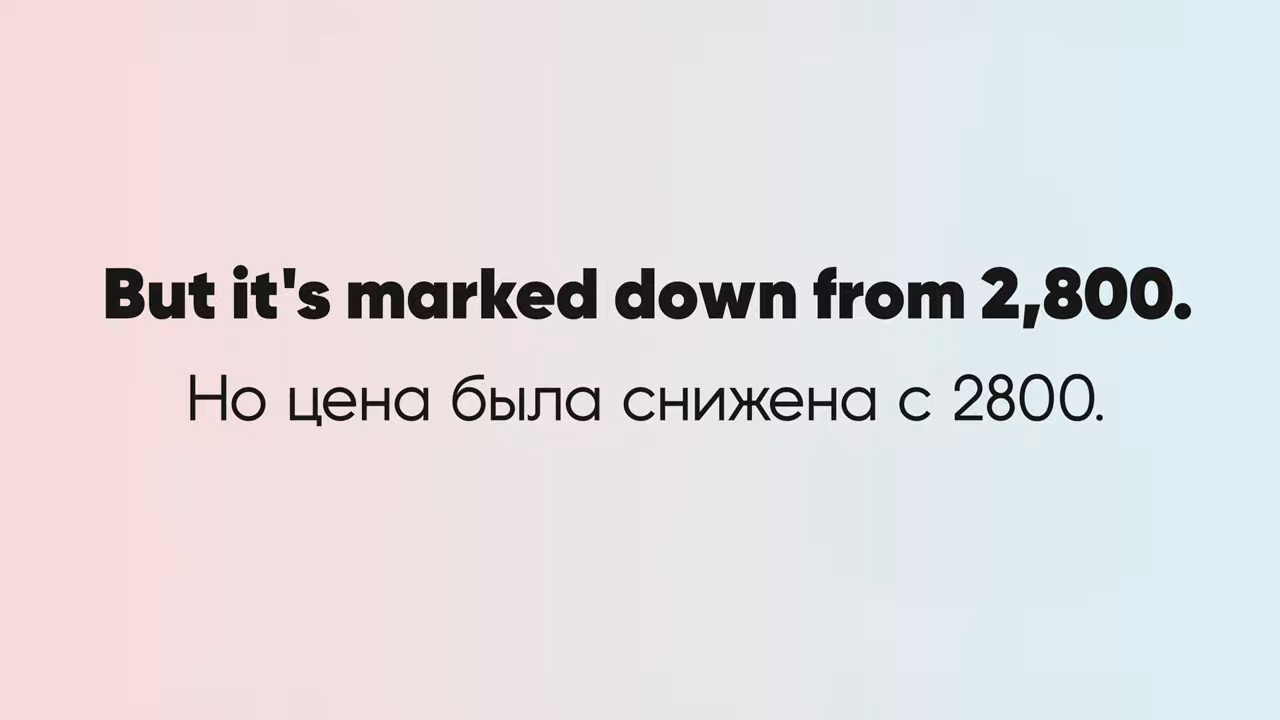 But it's marked down from 2,800.
Но цена была снижена с 2800.